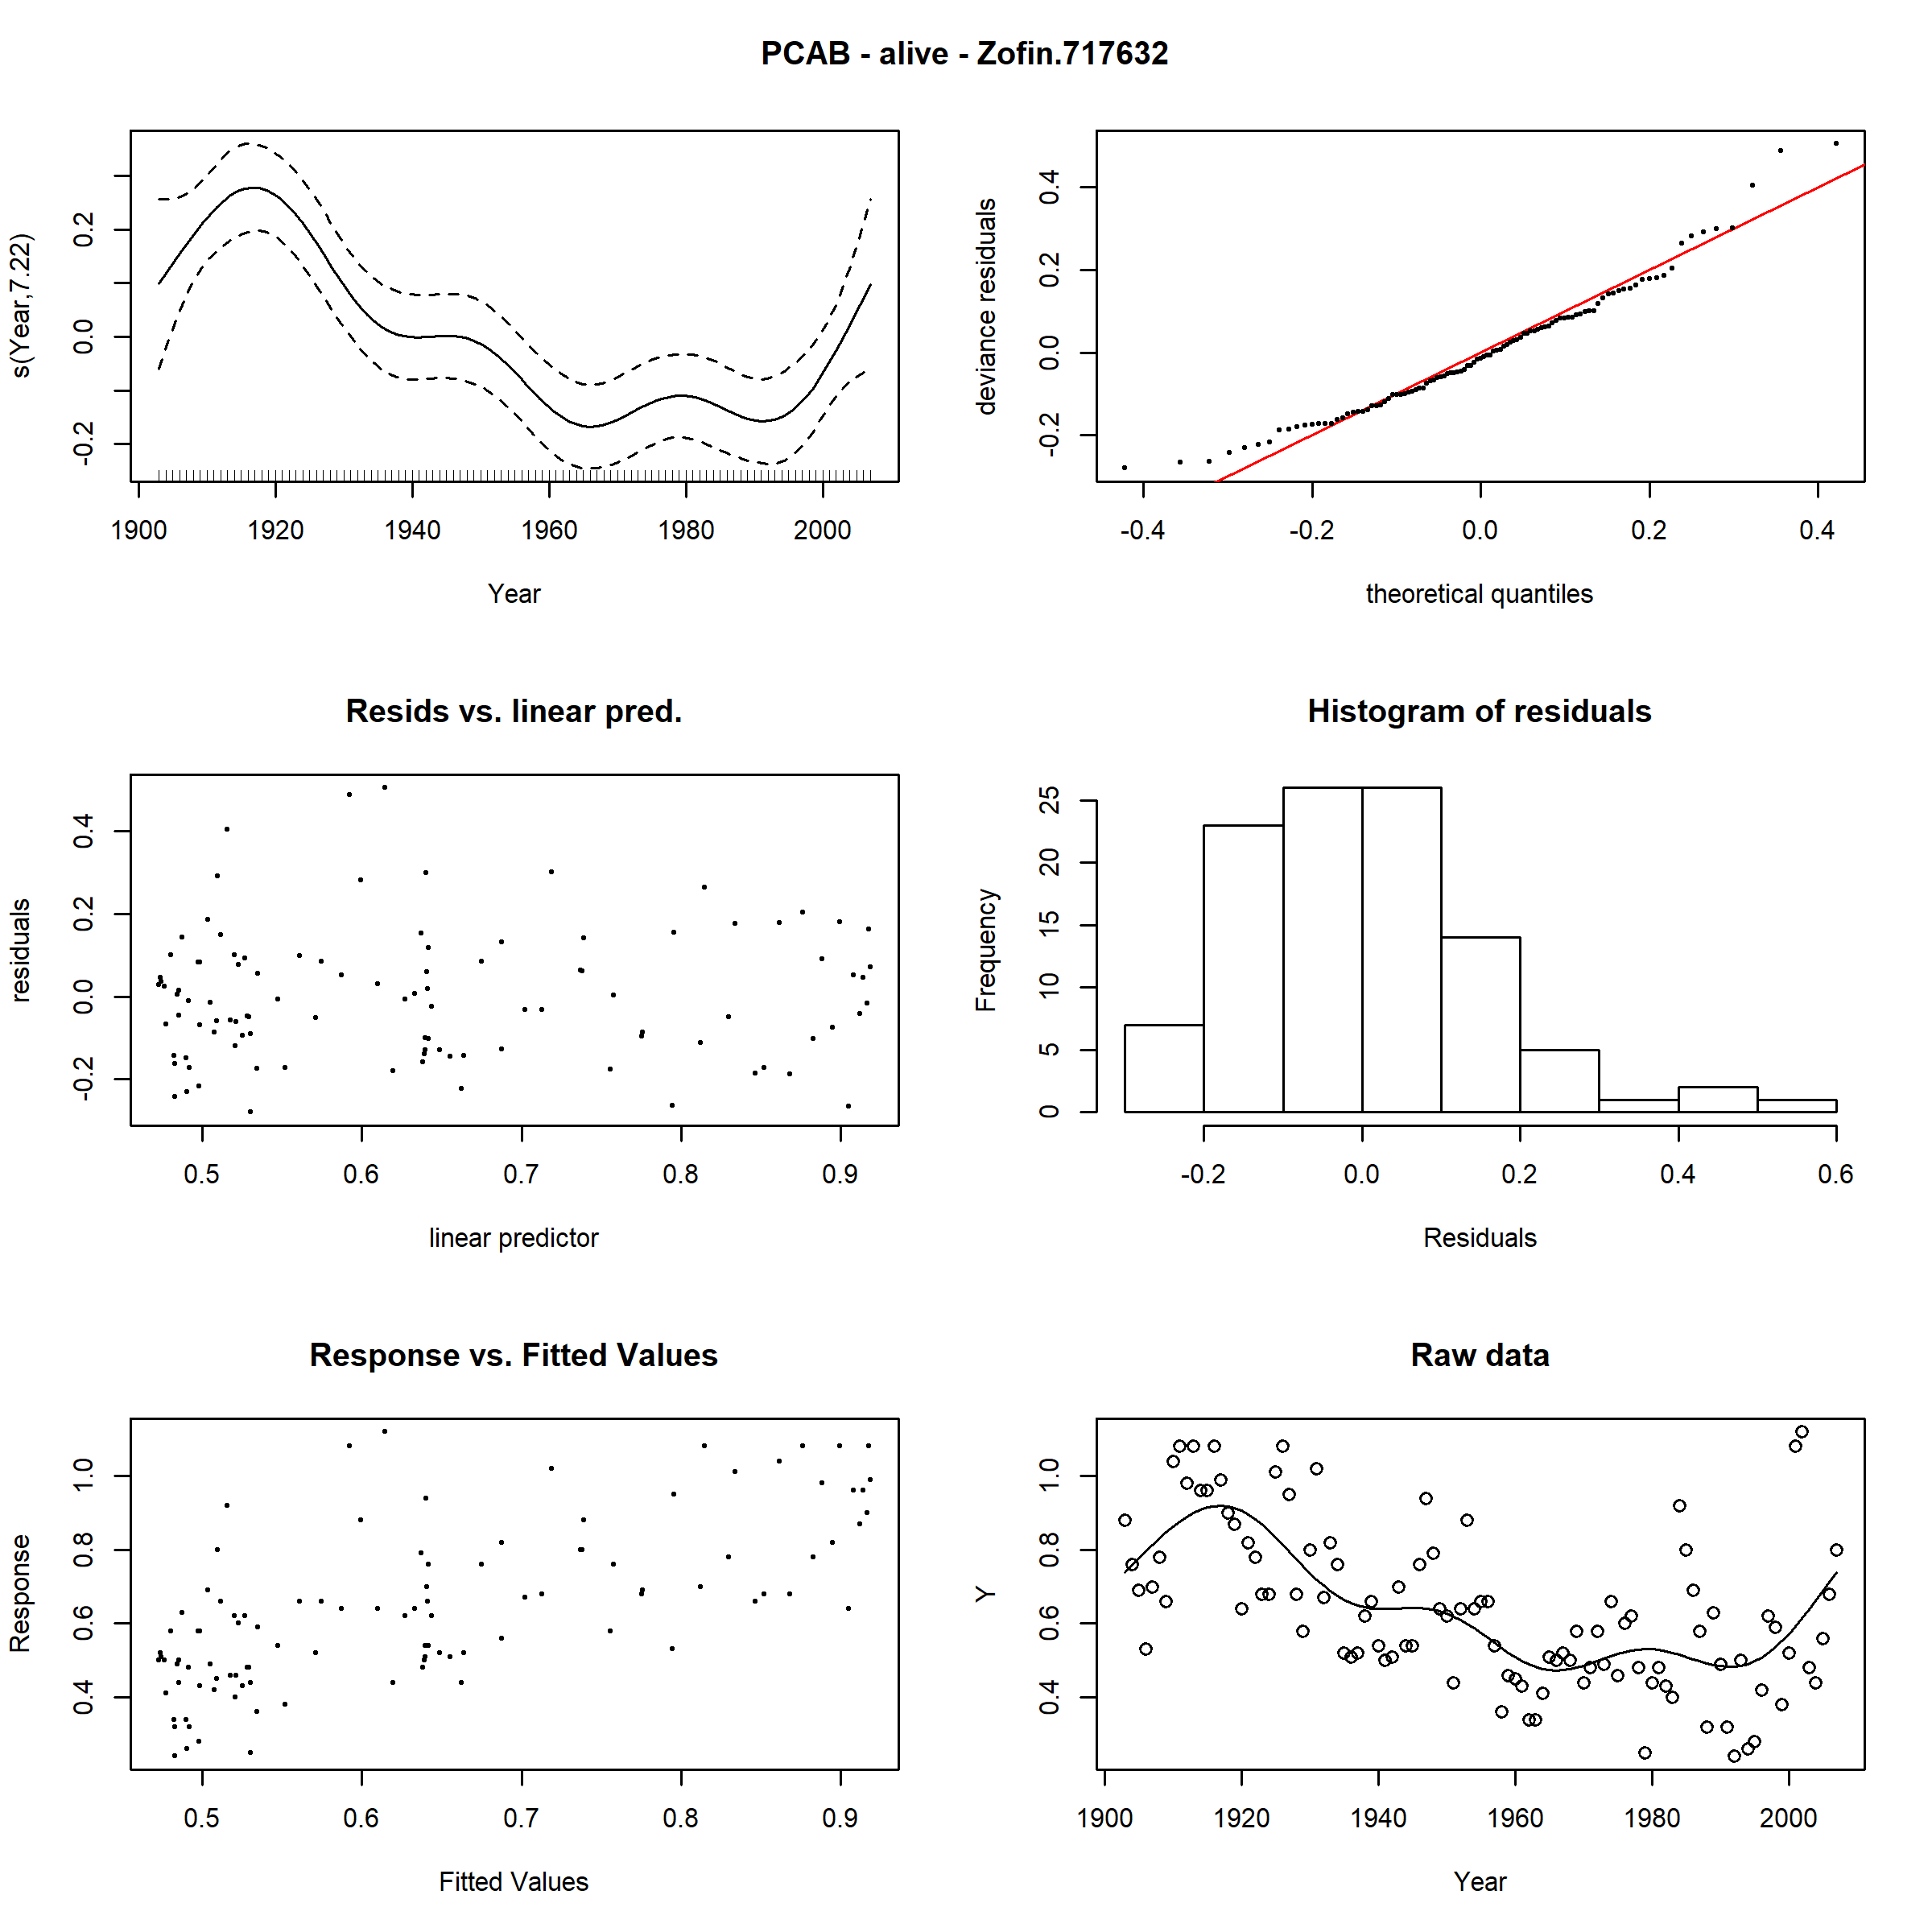 PCAB - alive - Zofin.717632
s(Year,7.22)
-0.2 0.0 0.2
1900 1920 1940 1960 1980 2000
Year
deviance residuals
-0.2 0.0 0.2 0.4
-0.4 -0.2 0.0 0.2 0.4
theoretical quantiles
Resids vs. linear pred.
residuals
-0.2 0.0 0.2 0.4
0.5 0.6 0.7 0.8 0.9
linear predictor
Histogram of residuals
Frequency
0 5 10 15 20 25
-0.2 0.0 0.2 0.4 0.6
Residuals
Response vs. Fitted Values
Response
0.4 0.6 0.8 1.0
0.5 0.6 0.7 0.8 0.9
Fitted Values
Raw data
Y
0.4 0.6 0.8 1.0
1900 1920 1940 1960 1980 2000
Year